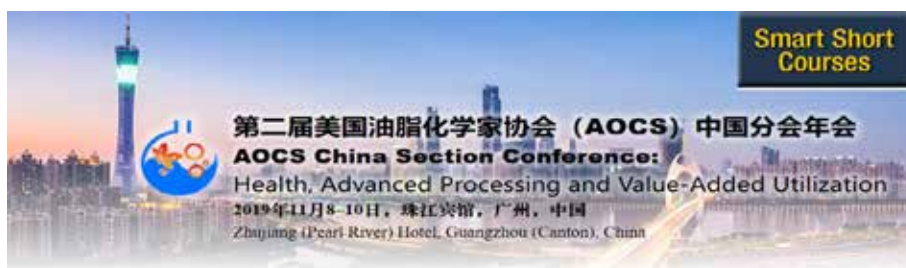 Smart Short
Courses
第二届美国油脂化学家协会（AOCS）中国分会年会
AOCS China Section Conference:
Health, Advanced Processing and Value-Added Utilization
2019年11月8-10日，珠江宾馆，广州，中国
Zhujiang (Pearl River) Hotel, Guangzhou (Canton), China